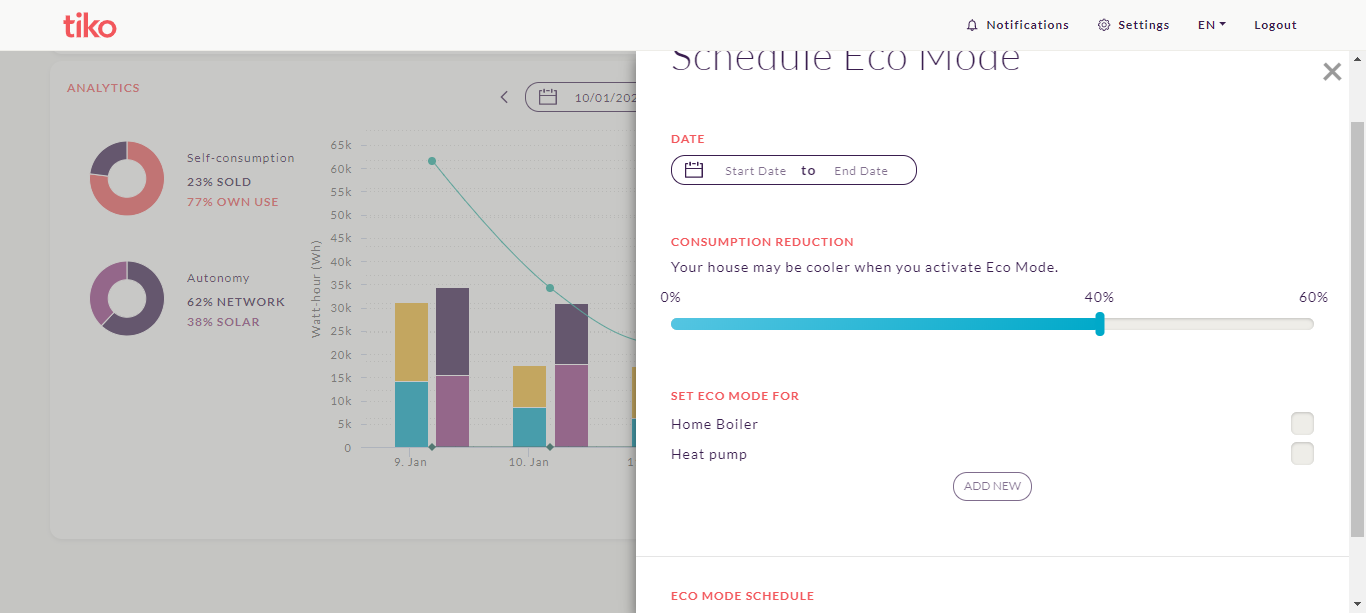 tiko
Notifications
Settings
EN
Logout
ANALYTICS
10/01/202
Self-consumption
23% SOLD
77% OWN USE
Autonomy
62% NETWORK
38% SOLAR
Watt-hour (Wh)
65k
60k
55k
50k
45k
40k
35k
30k
25k
20k
15k
10k
5k
0
9. Jan
10. Jan
1
Schedule Eco Mode
DATE
Start Date to End Date
CONSUMPTION REDUCTION
Your house may be cooler when you activate Eco Mode.
0% 40% 60%
SET ECO MODE FOR
Home Boiler
Heat pump
ADD NEW
ECO MODE SCHEDULE